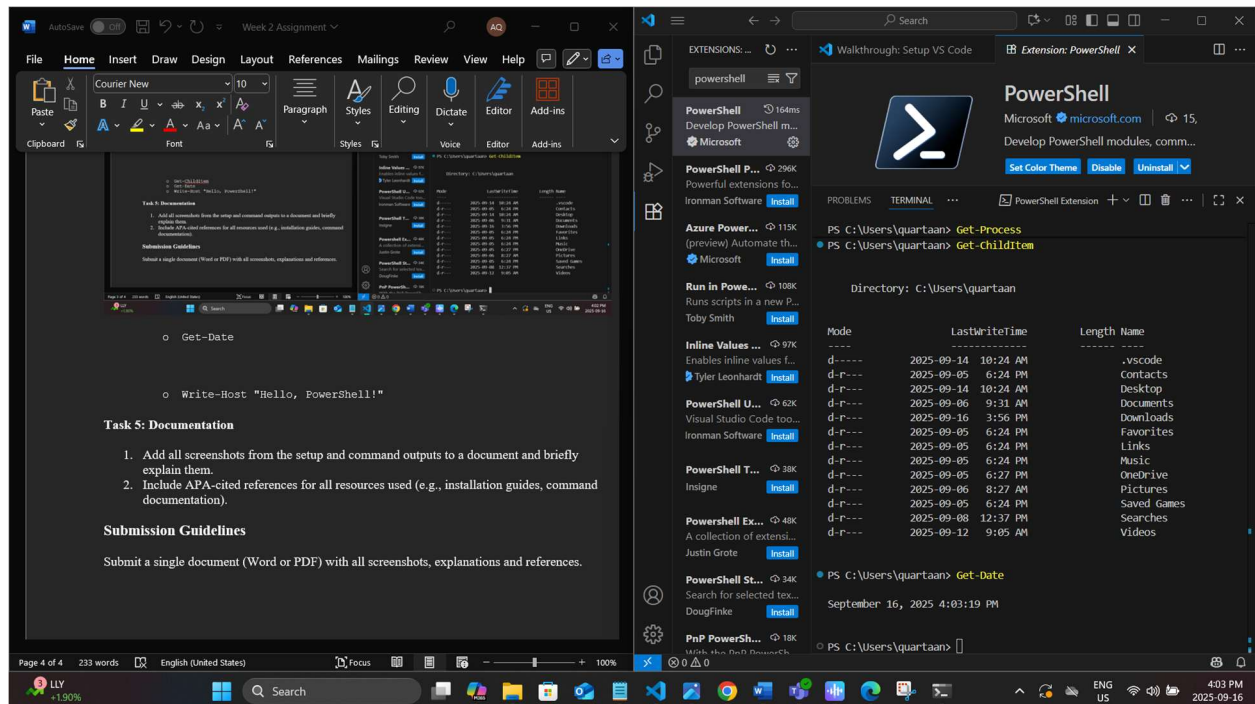 AutoSave Off Week 2 Assignment AQ
File Home Insert Draw Design Layout References Mailings Review View Help
Courier New 10
Paste B I U ab x₂ x² A
A A Aa A A
Paragraph Styles Editing Dictate Editor Add-ins
Clipboard Font Styles Voice Editor Add-ins
Get-ChildItem
Get-Date
Write-Host "Hello, PowerShell!"
Task 5: Documentation
1. Add all screenshots from the setup and command outputs to a document and briefly
explain them.
2. Include APA-cited references for all resources used (e.g., installation guides, command
documentation).
Submission Guidelines
Submit a single document (Word or PDF) with all screenshots, explanations and references.
o Get-Date
o Write-Host "Hello, PowerShell!"
Task 5: Documentation
1. Add all screenshots from the setup and command outputs to a document and briefly
explain them.
2. Include APA-cited references for all resources used (e.g., installation guides, command
documentation).
Submission Guidelines
Submit a single document (Word or PDF) with all screenshots, explanations and references.
Page 4 of 4 233 words English (United States) Focus 100%
Search
EXTENSIONS: ...
powershell
PowerShell 164ms
Develop PowerShell m...
Microsoft
PowerShell P... 296K
Powerful extensions fo...
Ironman Software Install
Azure Power... 115K
(preview) Automate th...
Microsoft Install
Run in Powe... 108K
Runs scripts in a new P...
Toby Smith Install
Inline Values ... 97K
Enables inline values f...
Tyler Leonhardt Install
PowerShell U... 62K
Visual Studio Code too...
Ironman Software Install
PowerShell T... 38K
Insigne Install
Powershell Ex... 48K
A collection of extensi...
Justin Grote Install
PowerShell St... 34K
Search for selected tex...
DougFinke Install
PnP PowerSh... 18K
With the PnP PowerSh...
Walkthrough: Setup VS Code Extension: PowerShell
PowerShell
Microsoft microsoft.com 15,
Develop PowerShell modules, comm...
Set Color Theme Disable Uninstall
PROBLEMS TERMINAL ... PowerShell Extension
PS C:\Users\quartaan> Get-Process
PS C:\Users\quartaan> Get-ChildItem
Directory: C:\Users\quartaan
Mode LastWriteTime Length Name
---- ------------- ------ ----
d----- 2025-09-14 10:24 AM .vscode
d-r--- 2025-09-05 6:24 PM Contacts
d-r--- 2025-09-14 10:24 AM Desktop
d-r--- 2025-09-06 9:31 AM Documents
d-r--- 2025-09-16 3:56 PM Downloads
d-r--- 2025-09-05 6:24 PM Favorites
d-r--- 2025-09-05 6:24 PM Links
d-r--- 2025-09-05 6:24 PM Music
d-r--- 2025-09-05 6:27 PM OneDrive
d-r--- 2025-09-06 8:27 AM Pictures
d-r--- 2025-09-05 6:24 PM Saved Games
d-r--- 2025-09-08 12:37 PM Searches
d-r--- 2025-09-12 9:05 AM Videos
PS C:\Users\quartaan> Get-Date
September 16, 2025 4:03:19 PM
PS C:\Users\quartaan>
0 0
3 LLY
+1.90%
Search
ENG
US
4:03 PM
2025-09-16